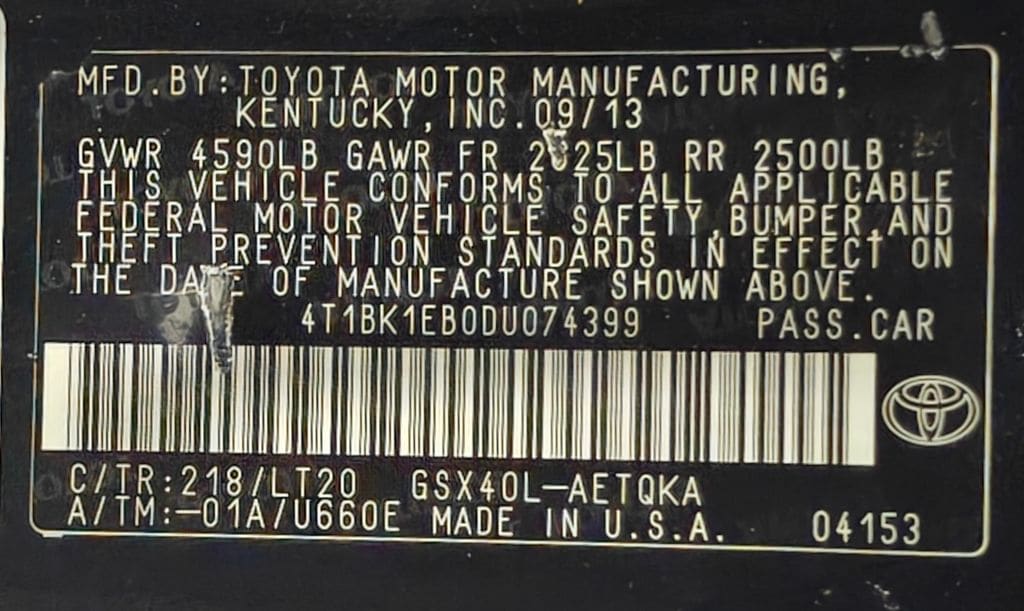 MFD.BY:TOYOTA MOTOR MANUFACTURING,
KENTUCKY, INC. 09/13
GVWR 4590LB GAWR FR LB RR 2500LB
THIS VEHICLE CONFORMS TO ALL APPLICABLE
FEDERAL MOTOR VEHICLE SAFETY,BUMPER,AND
THEFT PREVENTION STANDARDS IN EFFECT ON
THE DATE OF MANUFACTURE SHOWN ABOVE.
4T1BK1EB0DU074399 PASS.CAR
C/TR:218/LT20 GSX40L-AETQKA
A/TM:-01A/U660E MADE IN U.S.A. 04153